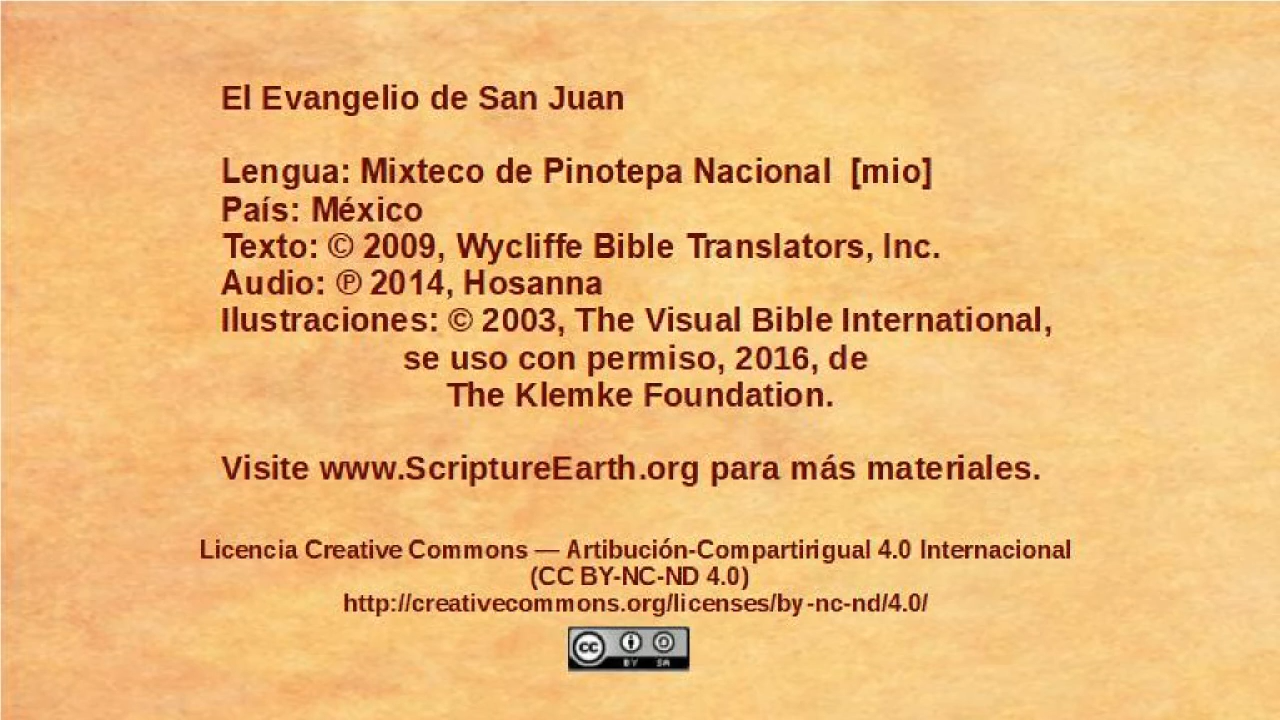 El Evangelio de San Juan
Lengua: Mixteco de Pinotepa Nacional [mio]
País: México
Texto: © 2009, Wycliffe Bible Translators, Inc.
Audio: ℗ 2014, Hosanna
Ilustraciones: © 2003, The Visual Bible International,
se uso con permiso, 2016, de
The Klemke Foundation.
Visite www.ScriptureEarth.org para más materiales.
Licencia Creative Commons — Artibución-Compartirigual 4.0 Internacional
(CC BY-NC-ND 4.0)
http://creativecommons.org/licenses/by-nc-nd/4.0/
cc BY SA